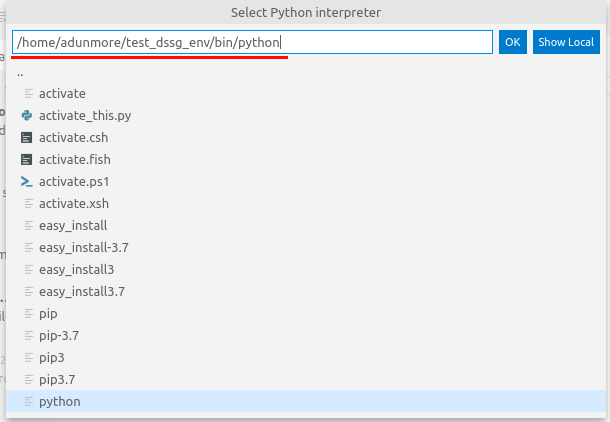 Select Python interpreter
/home/adunmore/test_dssg_env/bin/python
OK
Show Local
..
activate
activate_this.py
activate.csh
activate.fish
activate.ps1
activate.xsh
easy_install
easy_install-3.7
easy_install3
easy_install3.7
pip
pip-3.7
pip3
pip3.7
python